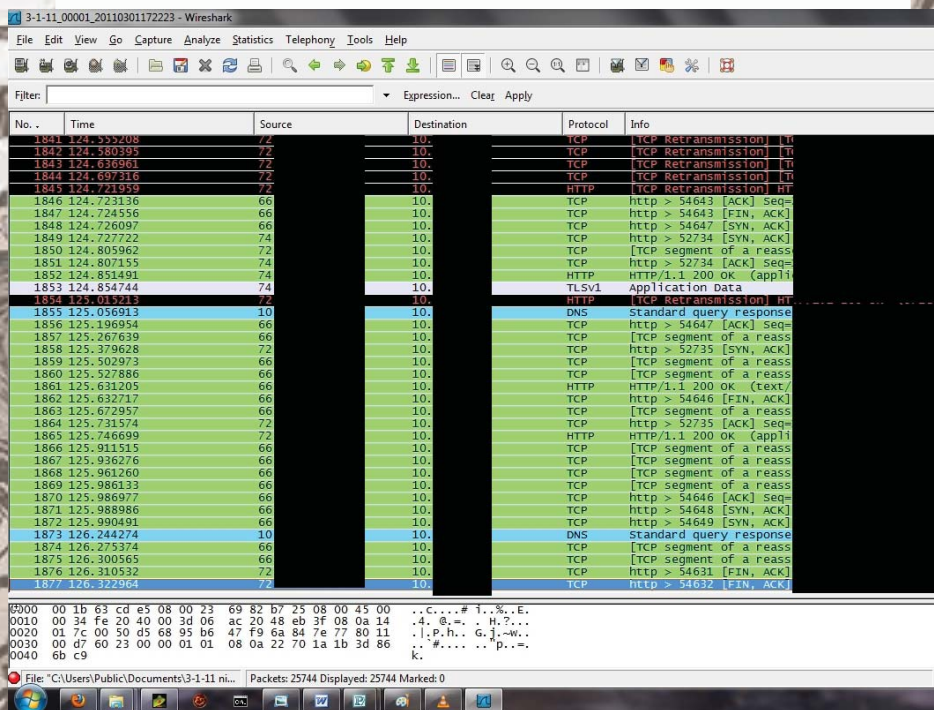 3-1-11_00001_20110301172223 - Wireshark
File Edit View Go Capture Analyze Statistics Telephony Tools Help
Filter: Expression... Clear Apply
No. . Time Source Destination Protocol Info
1841 124.555208 72 10. TCP [TCP Retransmission] [T
1842 124.580395 72 10. TCP [TCP Retransmission] [T
1843 124.636961 72 10. TCP [TCP Retransmission] [T
1844 124.697316 72 10. TCP [TCP Retransmission] [T
1845 124.721959 72 10. HTTP [TCP Retransmission] HT
1846 124.723136 66 10. TCP http > 54643 [ACK] Seq=
1847 124.724556 66 10. TCP http > 54643 [FIN, ACK]
1848 124.726097 66 10. TCP http > 54647 [SYN, ACK]
1849 124.727722 74 10. TCP http > 52734 [SYN, ACK]
1850 124.805962 72 10. TCP [TCP segment of a reass
1851 124.807155 74 10. TCP http > 52734 [ACK] Seq=
1852 124.851491 74 10. HTTP HTTP/1.1 200 OK (appli
1853 124.854744 74 10. TLSv1 Application Data
1854 125.015213 72 10. HTTP [TCP Retransmission] HT
1855 125.056913 10 10. DNS Standard query response
1856 125.196954 66 10. TCP http > 54647 [ACK] Seq=
1857 125.267639 66 10. TCP [TCP segment of a reass
1858 125.379628 72 10. TCP http > 52735 [SYN, ACK]
1859 125.502973 66 10. TCP [TCP segment of a reass
1860 125.527886 66 10. TCP [TCP segment of a reass
1861 125.631205 66 10. HTTP HTTP/1.1 200 OK (text/
1862 125.632717 66 10. TCP http > 54646 [FIN, ACK]
1863 125.672957 66 10. TCP [TCP segment of a reass
1864 125.731574 72 10. TCP http > 52735 [ACK] Seq=
1865 125.746699 72 10. HTTP HTTP/1.1 200 OK (appli
1866 125.911515 66 10. TCP [TCP segment of a reass
1867 125.936276 66 10. TCP [TCP segment of a reass
1868 125.961260 66 10. TCP [TCP segment of a reass
1869 125.986133 66 10. TCP [TCP segment of a reass
1870 125.986977 66 10. TCP http > 54646 [ACK] Seq=
1871 125.988986 66 10. TCP http > 54648 [SYN, ACK]
1872 125.990491 66 10. TCP http > 54649 [SYN, ACK]
1873 126.244274 10 10. DNS Standard query response
1874 126.275374 66 10. TCP [TCP segment of a reass
1875 126.300565 66 10. TCP [TCP segment of a reass
1876 126.310532 72 10. TCP http > 54631 [FIN, ACK]
1877 126.322964 72 10. TCP http > 54632 [FIN, ACK]
0000 00 1b 63 cd e5 08 00 23 69 82 b7 25 08 00 45 00 ..c....# i..%..E.
0010 00 34 fe 20 40 00 3d 06 ac 20 48 eb 3f 08 0a 14 .4. @.=. . H.?...
0020 01 7c 00 50 d5 68 95 b6 47 f9 6a 84 7e 77 80 11 .|.P.h.. G.j.~w..
0030 00 d7 60 23 00 00 01 01 08 0a 22 70 1a 1b 3d 86 ..`#.... .."p..=.
0040 6b c9 k.
File: "C:\Users\Public\Documents\3-1-11 ni... Packets: 25744 Displayed: 25744 Marked: 0